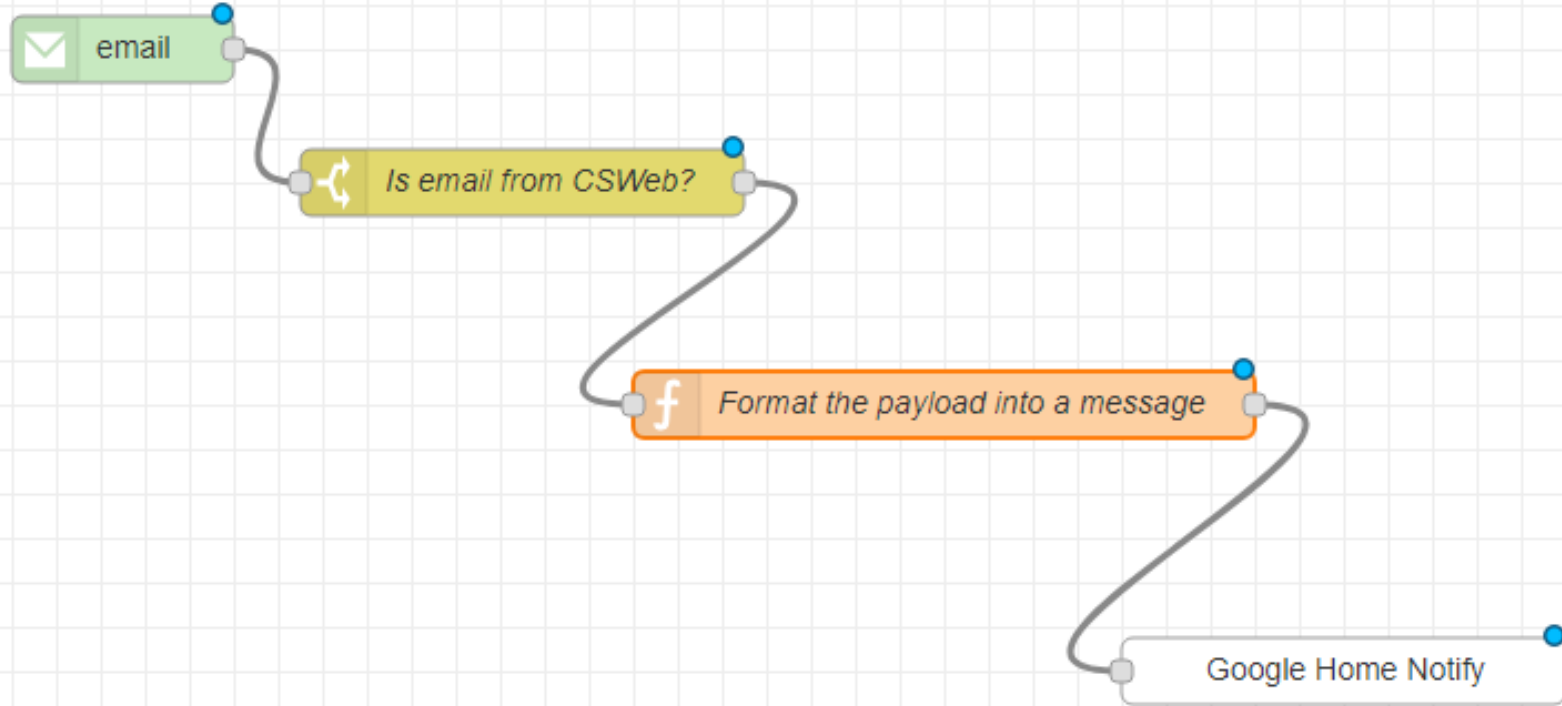 email
Is email from CSWeb?
Format the payload into a message
Google Home Notify